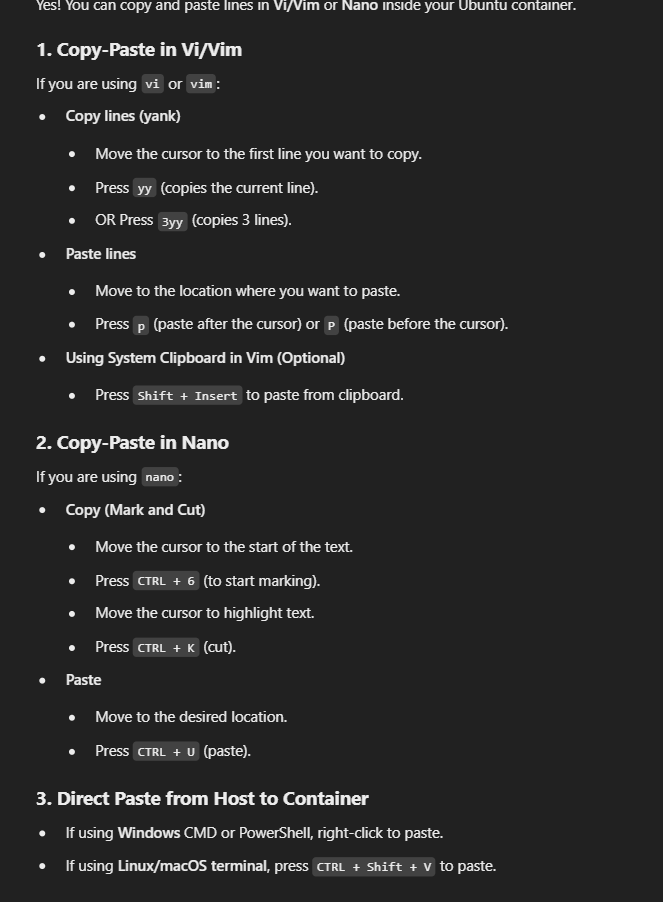 Yes! You can copy and paste lines in Vi/Vim or Nano inside your Ubuntu container.
1. Copy-Paste in Vi/Vim
If you are using vi or vim:
• Copy lines (yank)
• Move the cursor to the first line you want to copy.
• Press yy (copies the current line).
• OR Press 3yy (copies 3 lines).
• Paste lines
• Move to the location where you want to paste.
• Press p (paste after the cursor) or P (paste before the cursor).
• Using System Clipboard in Vim (Optional)
• Press Shift + Insert to paste from clipboard.
2. Copy-Paste in Nano
If you are using nano:
• Copy (Mark and Cut)
• Move the cursor to the start of the text.
• Press CTRL + 6 (to start marking).
• Move the cursor to highlight text.
• Press CTRL + K (cut).
• Paste
• Move to the desired location.
• Press CTRL + U (paste).
3. Direct Paste from Host to Container
• If using Windows CMD or PowerShell, right-click to paste.
• If using Linux/macOS terminal, press CTRL + Shift + V to paste.